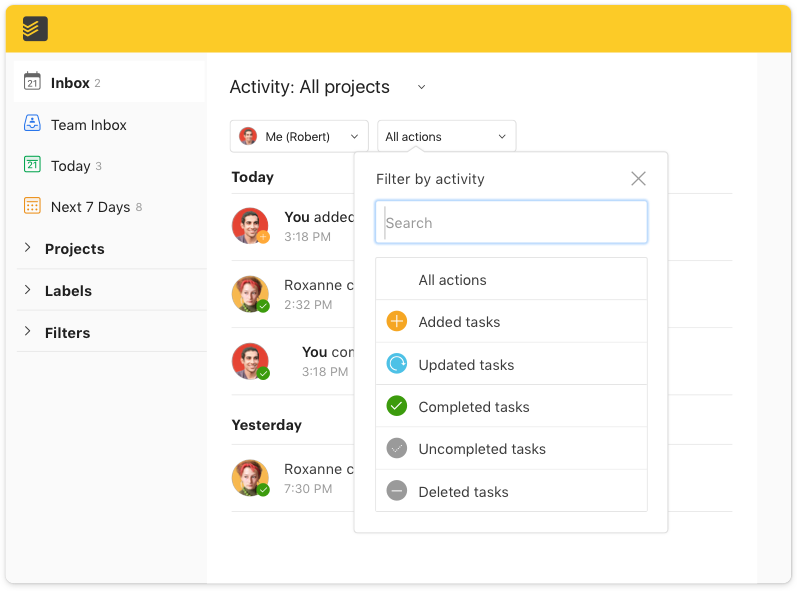 21 Inbox 2
Team Inbox
21 Today 3
Next 7 Days 8
Projects
Labels
Filters
Activity: All projects
Me (Robert)
All actions
Today
You added
3:18 PM
Roxanne c
2:32 PM
You con
3:18 PM
Yesterday
Roxanne c
7:30 PM
Filter by activity
Search
All actions
Added tasks
Updated tasks
Completed tasks
Uncompleted tasks
Deleted tasks